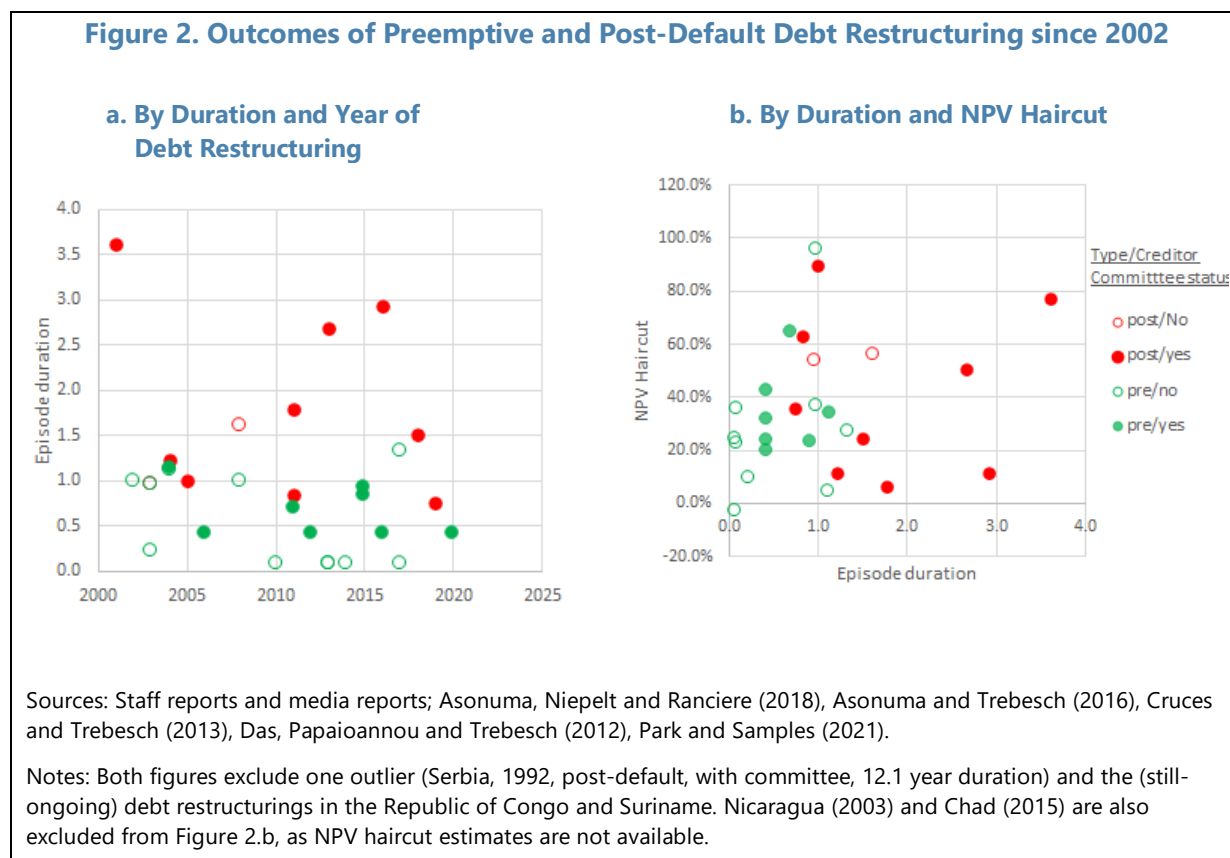 Figure 2. Outcomes of Preemptive and Post-Default Debt Restructuring since 2002
a. By Duration and Year of
Debt Restructuring
4.0
3.5
3.0
2.5
2.0
1.5
1.0
0.5
0.0
Episode duration
2000 2005 2010 2015 2020 2025
b. By Duration and NPV Haircut
120.0%
100.0%
80.0%
60.0%
40.0%
20.0%
0.0%
-20.0%
NPV Haircut
0.0 1.0 2.0 3.0 4.0
Episode duration
Type/Creditor
Committtee status
post/No
post/yes
pre/no
pre/yes
Sources: Staff reports and media reports; Asonuma, Niepelt and Ranciere (2018), Asonuma and Trebesch (2016), Cruces
and Trebesch (2013), Das, Papaioannou and Trebesch (2012), Park and Samples (2021).
Notes: Both figures exclude one outlier (Serbia, 1992, post-default, with committee, 12.1 year duration) and the (still-
ongoing) debt restructurings in the Republic of Congo and Suriname. Nicaragua (2003) and Chad (2015) are also
excluded from Figure 2.b, as NPV haircut estimates are not available.